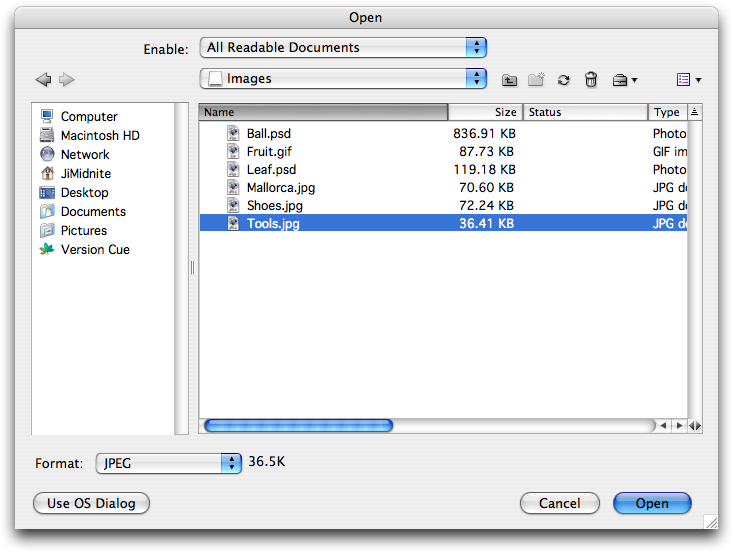 Open
Enable: All Readable Documents
Images
Computer
Macintosh HD
Network
JiMidnite
Desktop
Documents
Pictures
Version Cue
Name Size Status Type
Ball.psd 836.91 KB Photo
Fruit.gif 87.73 KB GIF im
Leaf.psd 119.18 KB Photo
Mallorca.jpg 70.60 KB JPG do
Shoes.jpg 72.24 KB JPG do
Tools.jpg 36.41 KB JPG do
Format: JPEG 36.5K
Use OS Dialog Cancel Open